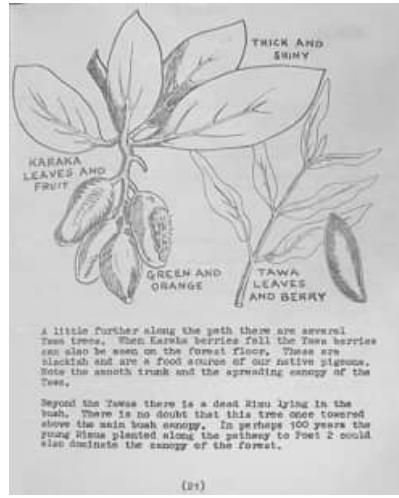 THICK AND
SHINY
KARAKA
LEAVES AND
FRUIT
GREEN AND
ORANGE
TAWA
LEAVES
AND BERRY
A little further along the path there are several
Tawa trees. When Karaka berries fall the Tawa berries
can also be seen on the forest floor. These are
blackish and are a food source of our native pigeons.
Note the smooth trunk and the spreading canopy of the
Tawa.
Beyond the Tawas there is a dead Rimu lying in the
bush. There is no doubt that this tree once towered
above the main bush canopy. In perhaps 100 years the
young Rimus planted along the pathway to Post 2 could
also dominate the canopy of the forest.
(21)